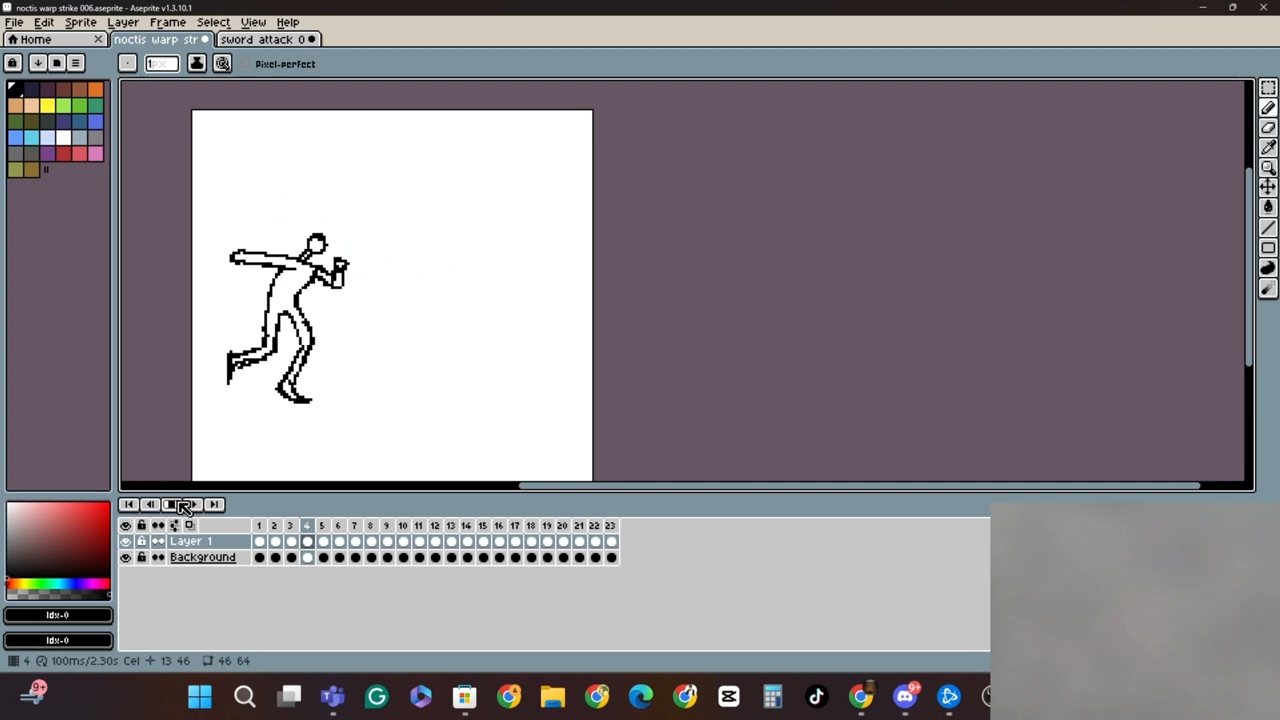 noctis warp strike 006.aseprite - Aseprite v1.3.10.1
File Edit Sprite Layer Frame Select View Help
Home noctis warp str sword attack 0
1px Pixel-perfect
1 2 3 4 5 6 7 8 9 10 11 12 13 14 15 16 17 18 19 20 21 22 23
Layer 1
Background
Idx-0
Idx-0
4 100ms/2.30s Cel 13 46 46 64
9+ 9+